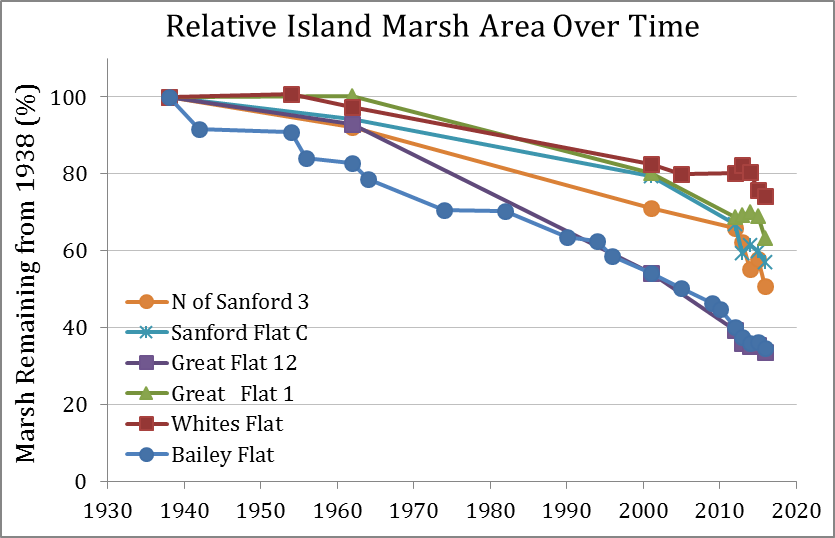 Relative Island Marsh Area Over Time
Marsh Remaining from 1938 (%)
100
80
60
40
20
0
N of Sanford 3
Sanford Flat C
Great Flat 12
Great   Flat 1
Whites Flat
Bailey Flat
1930 1940 1950 1960 1970 1980 1990 2000 2010 2020